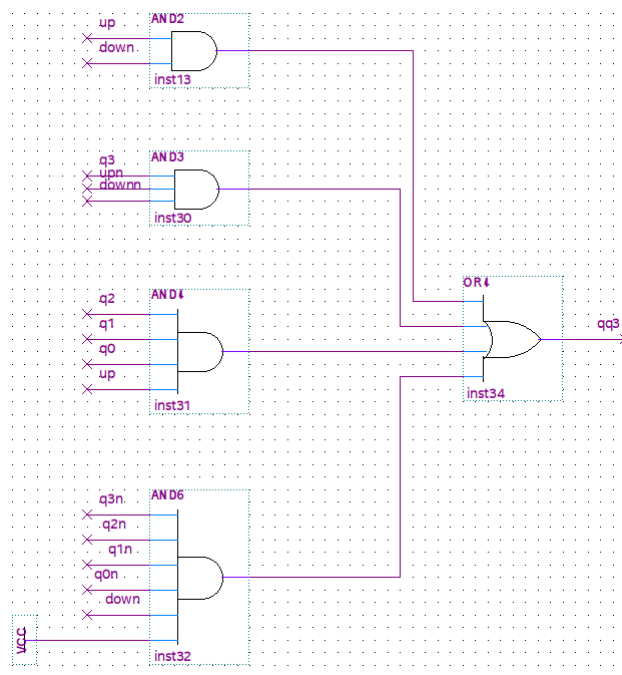 up
AND2
down
inst13
q3
AND3
upn
downn
inst30
q2
AND4
q1
q0
up
inst31
OR4
qq3
inst34
q3n
AND6
q2n
q1n
q0n
down
VCC
inst32